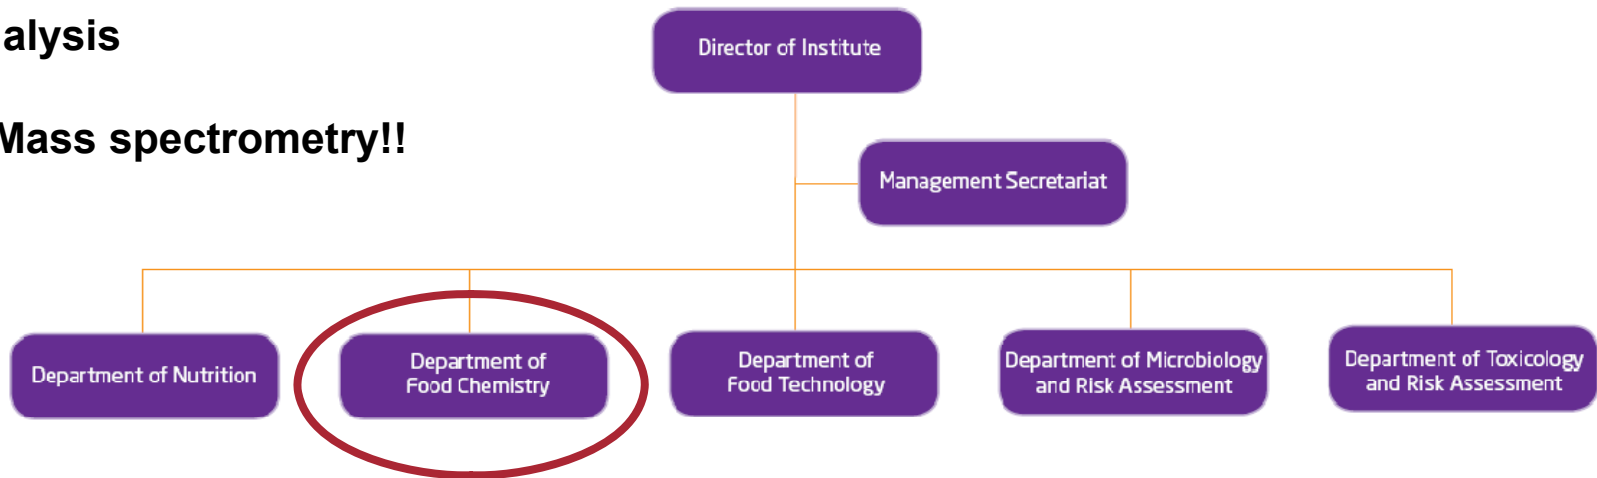 alysis
Mass spectrometry!!
Director of Institute
Management Secretariat
Department of Nutrition
Department of
Food Chemistry
Department of
Food Technology
Department of Microbiology
and Risk Assessment
Department of Toxicology
and Risk Assessment